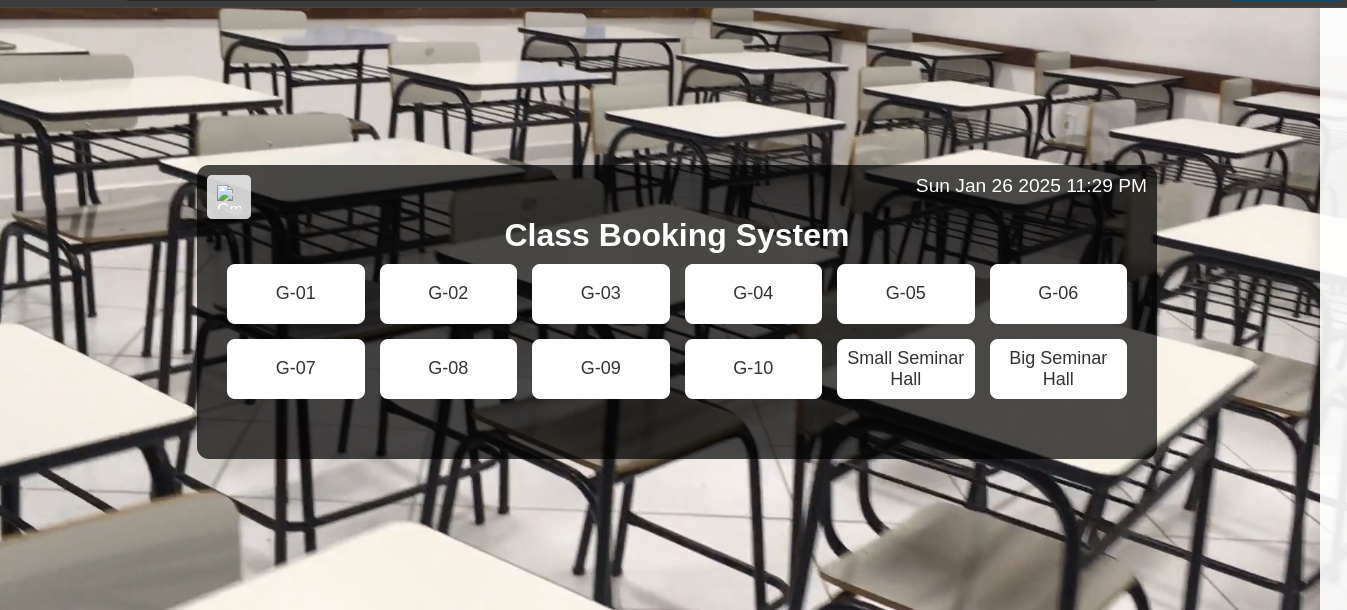 Sun Jan 26 2025 11:29 PM
Class Booking System
G-01
G-02
G-03
G-04
G-05
G-06
G-07
G-08
G-09
G-10
Small Seminar
Hall
Big Seminar
Hall